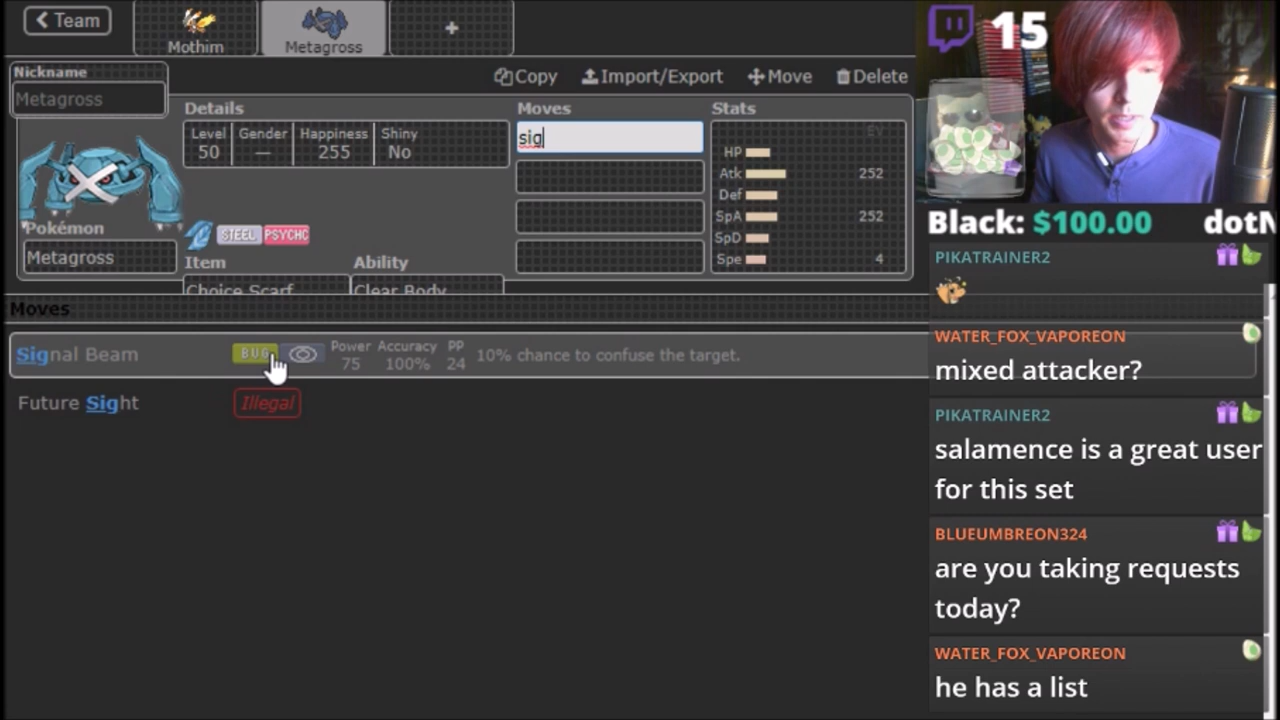 Team
Mothim
Metagross
+
Nickname
Metagross
Copy
Import/Export
Move
Delete
Details
Moves
Stats
Level
50
Gender
—
Happiness
255
Shiny
No
sig
EV
HP
Atk 252
Def
SpA 252
SpD
Spe 4
Pokémon
Metagross
STEEL PSYCHC
Item
Choice Scarf
Ability
Clear Body
Moves
Signal Beam BUG Power 75 Accuracy 100% PP 24 10% chance to confuse the target.
Future Sight Illegal
15
Black: $100.00 dotN
PIKATRAINER2
WATER_FOX_VAPOREON
mixed attacker?
PIKATRAINER2
salamence is a great user
for this set
BLUEUMBREON324
are you taking requests
today?
WATER_FOX_VAPOREON
he has a list